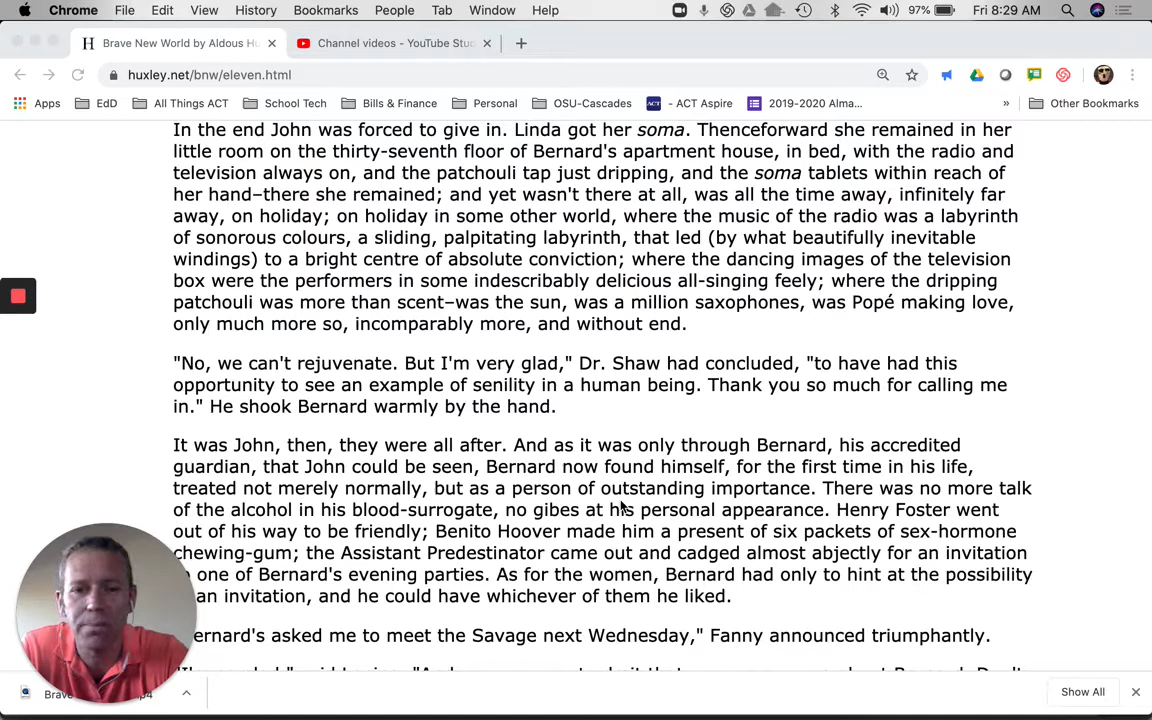 Chrome File Edit View History Bookmarks People Tab Window Help 97% Fri 8:29 AM
H Brave New World by Aldous Hu × Channel videos - YouTube Stud × +
huxley.net/bnw/eleven.html
Apps EdD All Things ACT School Tech Bills & Finance Personal OSU-Cascades ACT - ACT Aspire 2019-2020 Alma... » Other Bookmarks
In the end John was forced to give in. Linda got her soma. Thenceforward she remained in her
little room on the thirty-seventh floor of Bernard's apartment house, in bed, with the radio and
television always on, and the patchouli tap just dripping, and the soma tablets within reach of
her hand–there she remained; and yet wasn't there at all, was all the time away, infinitely far
away, on holiday; on holiday in some other world, where the music of the radio was a labyrinth
of sonorous colours, a sliding, palpitating labyrinth, that led (by what beautifully inevitable
windings) to a bright centre of absolute conviction; where the dancing images of the television
box were the performers in some indescribably delicious all-singing feely; where the dripping
patchouli was more than scent–was the sun, was a million saxophones, was Popé making love,
only much more so, incomparably more, and without end.
"No, we can't rejuvenate. But I'm very glad," Dr. Shaw had concluded, "to have had this
opportunity to see an example of senility in a human being. Thank you so much for calling me
in." He shook Bernard warmly by the hand.
It was John, then, they were all after. And as it was only through Bernard, his accredited
guardian, that John could be seen, Bernard now found himself, for the first time in his life,
treated not merely normally, but as a person of outstanding importance. There was no more talk
of the alcohol in his blood-surrogate, no gibes at his personal appearance. Henry Foster went
out of his way to be friendly; Benito Hoover made him a present of six packets of sex-hormone
chewing-gum; the Assistant Predestinator came out and cadged almost abjectly for an invitation
one of Bernard's evening parties. As for the women, Bernard had only to hint at the possibility
an invitation, and he could have whichever of them he liked.
ernard's asked me to meet the Savage next Wednesday," Fanny announced triumphantly.
Brave p4 Show All